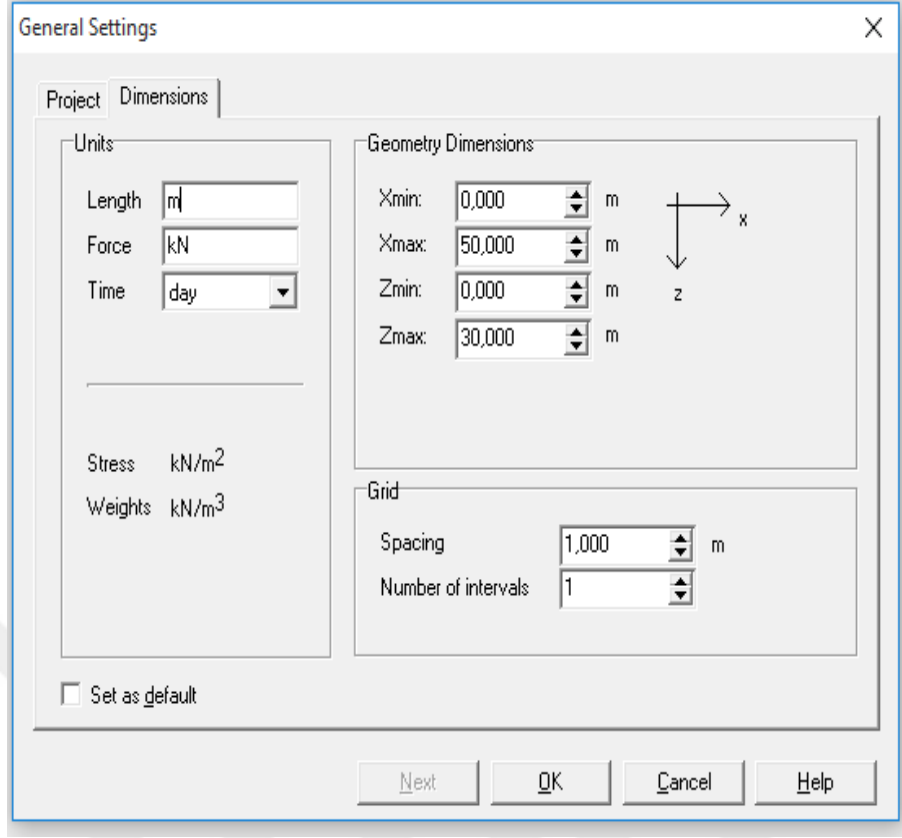 General Settings
Project Dimensions
Units
Length m
Force kN
Time day
Stress kN/m2
Weights kN/m3
Geometry Dimensions
Xmin: 0,000 m
Xmax: 50,000 m
Zmin: 0,000 m
Zmax: 30,000 m
x
z
Grid
Spacing 1,000 m
Number of intervals 1
Set as default
Next OK Cancel Help